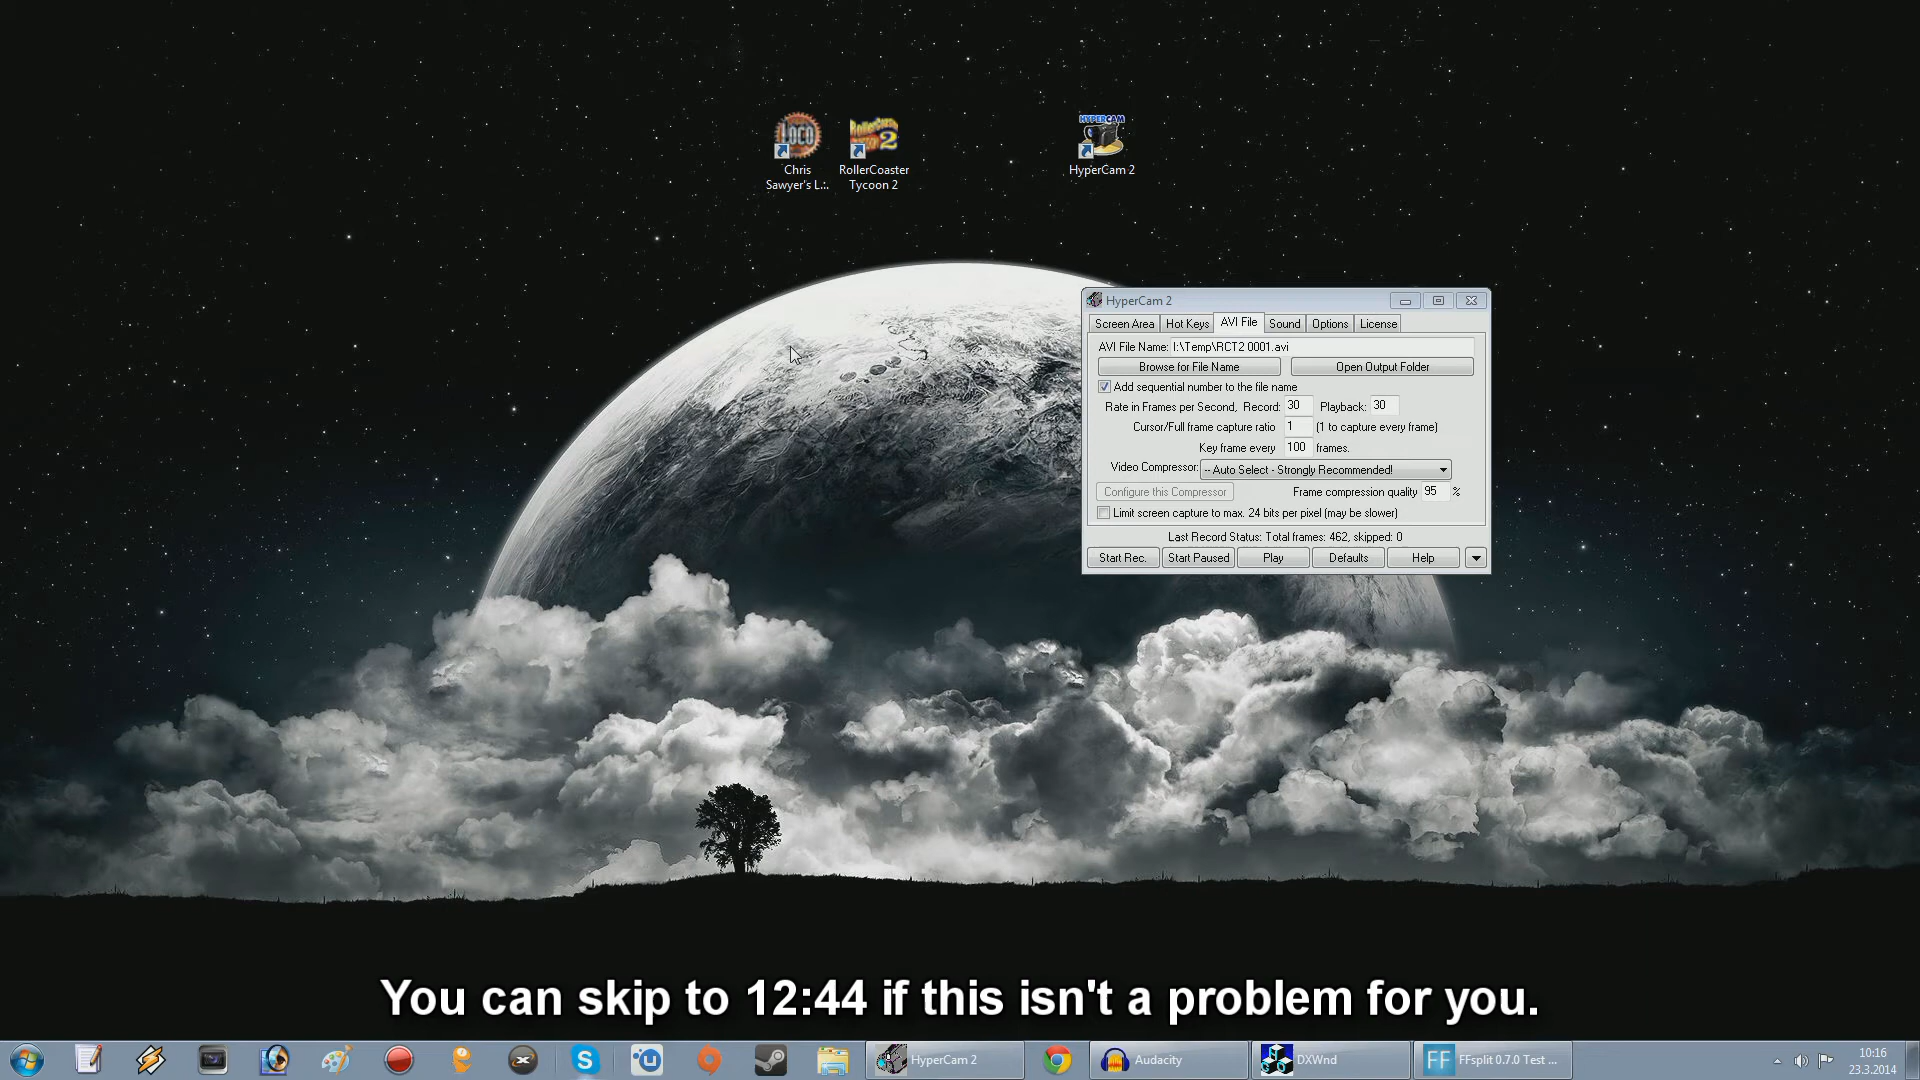 LOCO
RollerCoaster
TYCOON 2
HYPERCAM
Chris
Sawyer's L...
RollerCoaster
Tycoon 2
HyperCam 2
HyperCam 2
Screen Area Hot Keys AVI File Sound Options License
AVI File Name: I:\Temp\RCT2 0001.avi
Browse for File Name Open Output Folder
Add sequential number to the file name
Rate in Frames per Second, Record: 30 Playback: 30
Cursor/Full frame capture ratio 1 (1 to capture every frame)
Key frame every 100 frames.
Video Compressor: -- Auto Select - Strongly Recommended!
Configure this Compressor Frame compression quality 95 %
Limit screen capture to max. 24 bits per pixel (may be slower)
Last Record Status: Total frames: 462, skipped: 0
Start Rec. Start Paused Play Defaults Help
You can skip to 12:44 if this isn't a problem for you.
HyperCam 2 Audacity DXWnd FF FFsplit 0.7.0 Test ...
10:16
23.3.2014